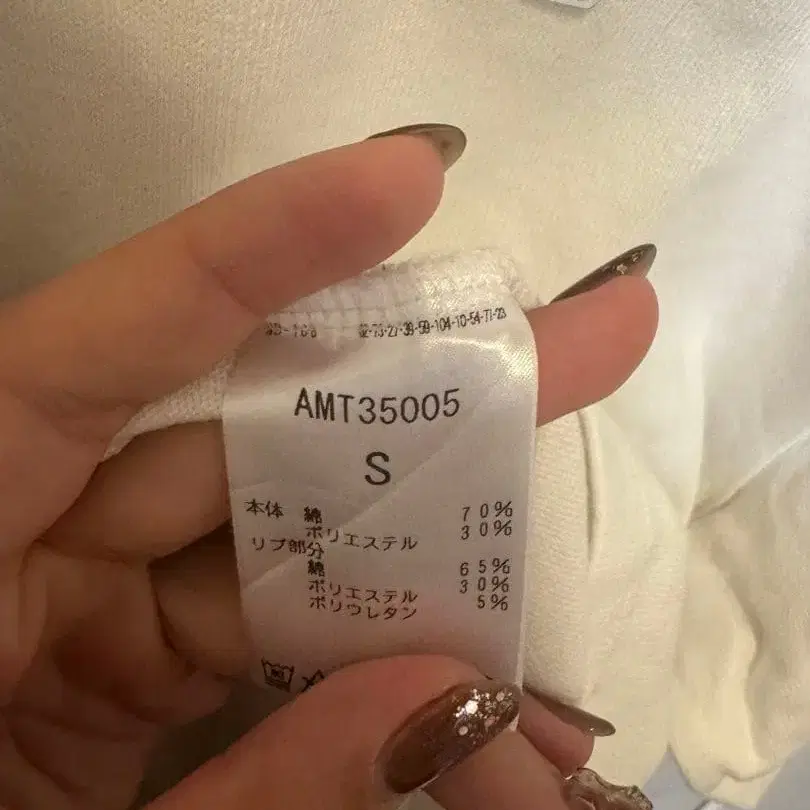 AMT35005
S
本体 綿 70%
ポリエステル 30%
リブ部分
綿 65%
ポリエステル 30%
ポリウレタン 5%